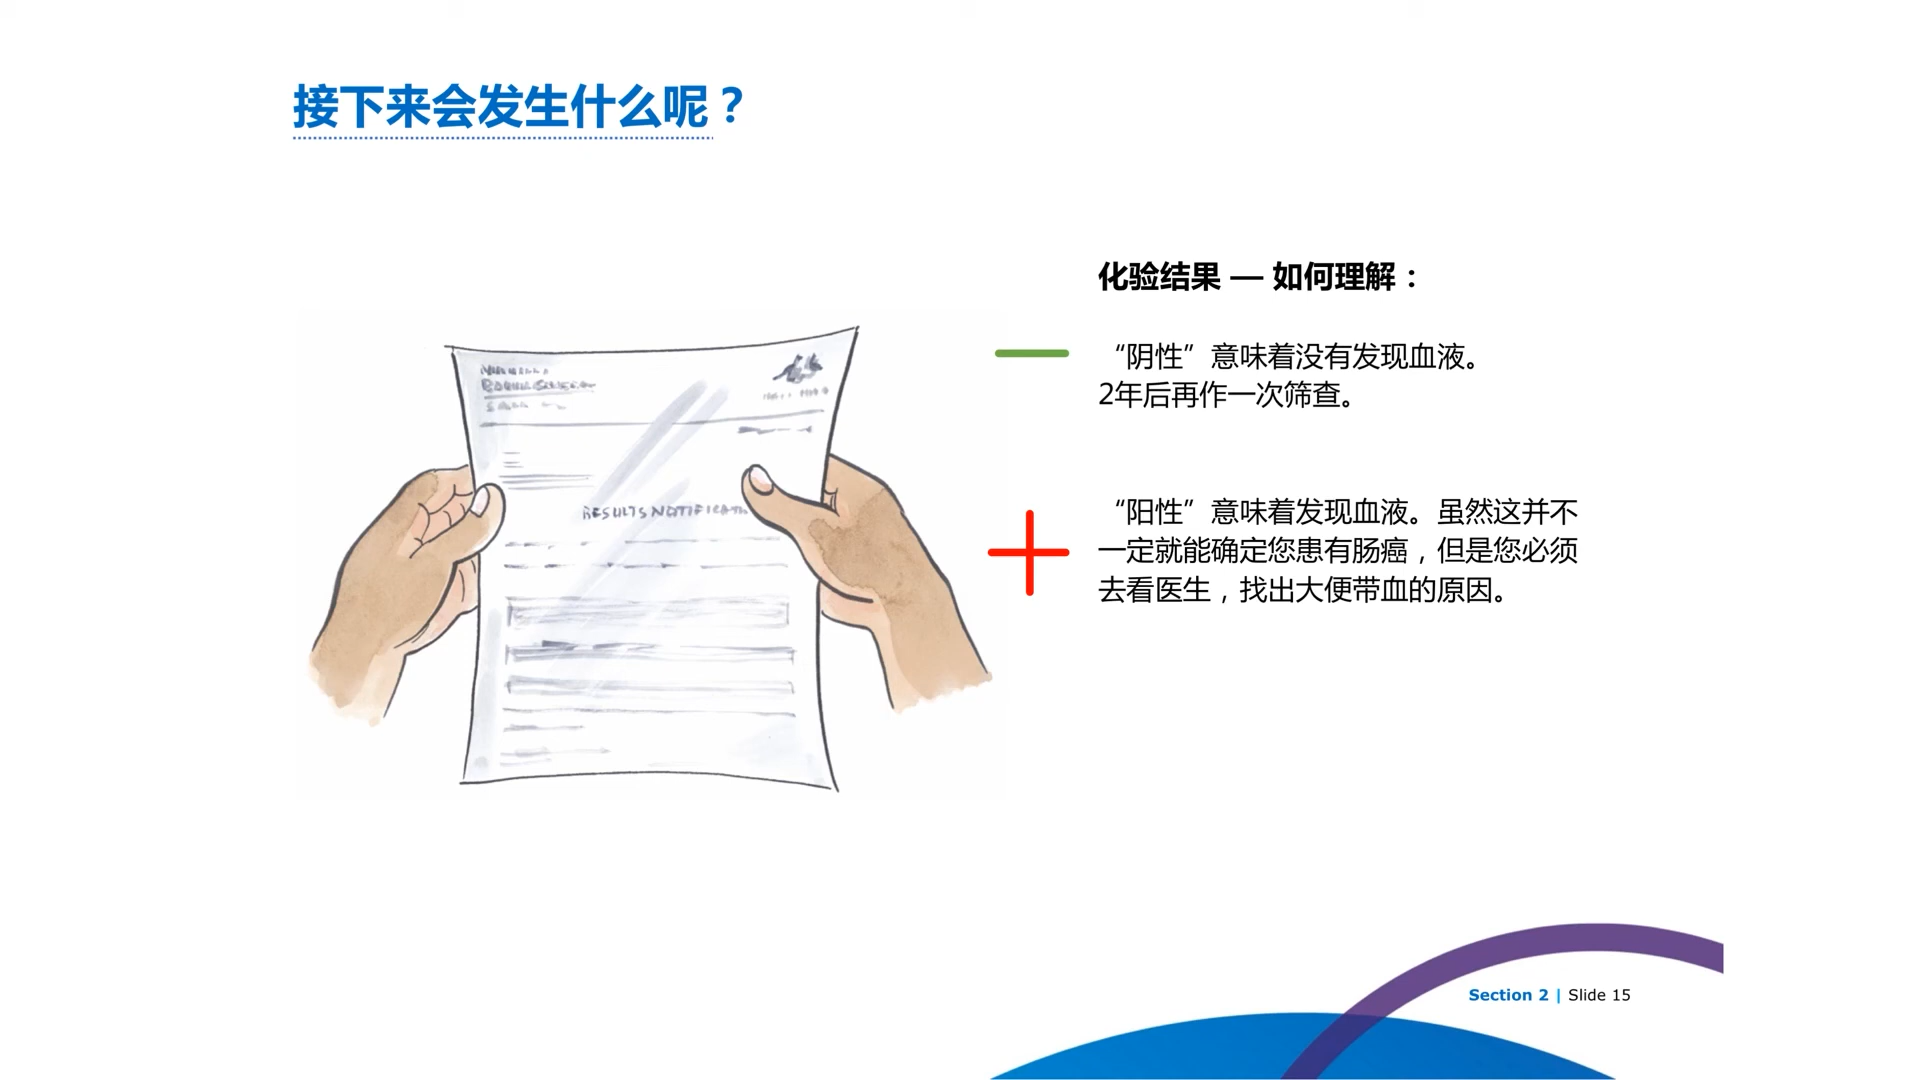 接下来会发生什么呢？
化验结果 — 如何理解：
“阴性”意味着没有发现血液。
2年后再作一次筛查。
“阳性”意味着发现血液。虽然这并不
一定就能确定您患有肠癌，但是您必须
去看医生，找出大便带血的原因。
RESULTS
Section 2 | Slide 15